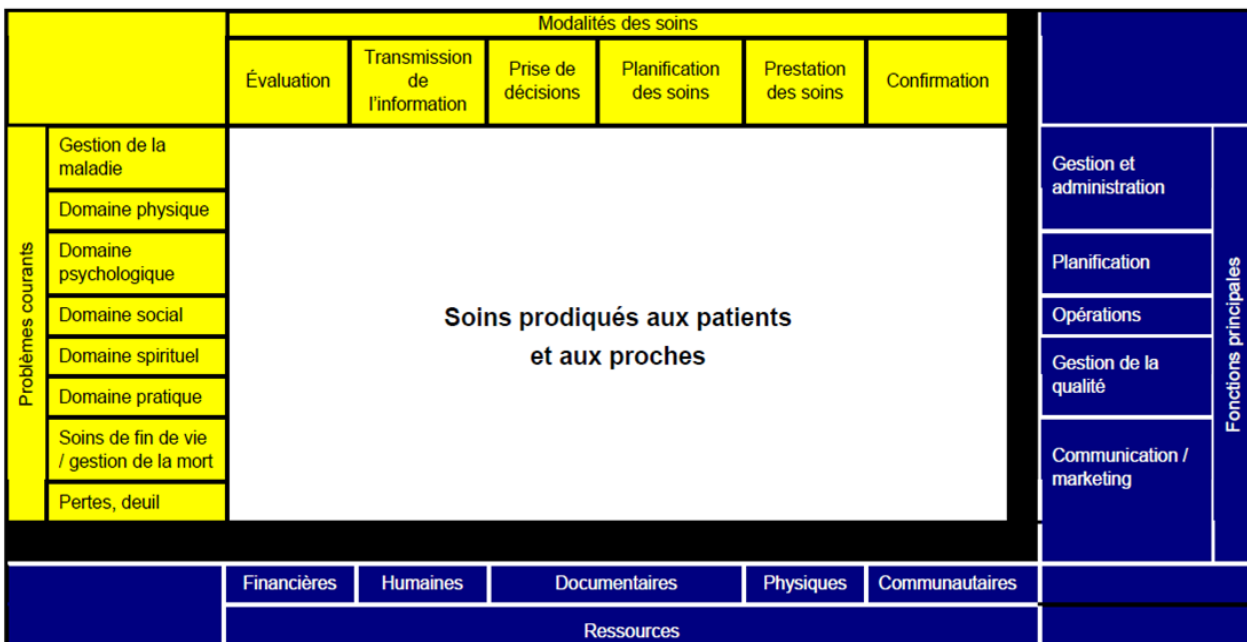 Modalités des soins
Évaluation
Transmission
de
l'information
Prise de
décisions
Planification
des soins
Prestation
des soins
Confirmation
Problèmes courants
Gestion de la
maladie
Domaine physique
Domaine
psychologique
Domaine social
Domaine spirituel
Domaine pratique
Soins de fin de vie
/ gestion de la mort
Pertes, deuil
Soins prodiqués aux patients
et aux proches
Gestion et
administration
Planification
Opérations
Gestion de la
qualité
Communication /
marketing
Fonctions principales
Financières
Humaines
Documentaires
Physiques
Communautaires
Ressources